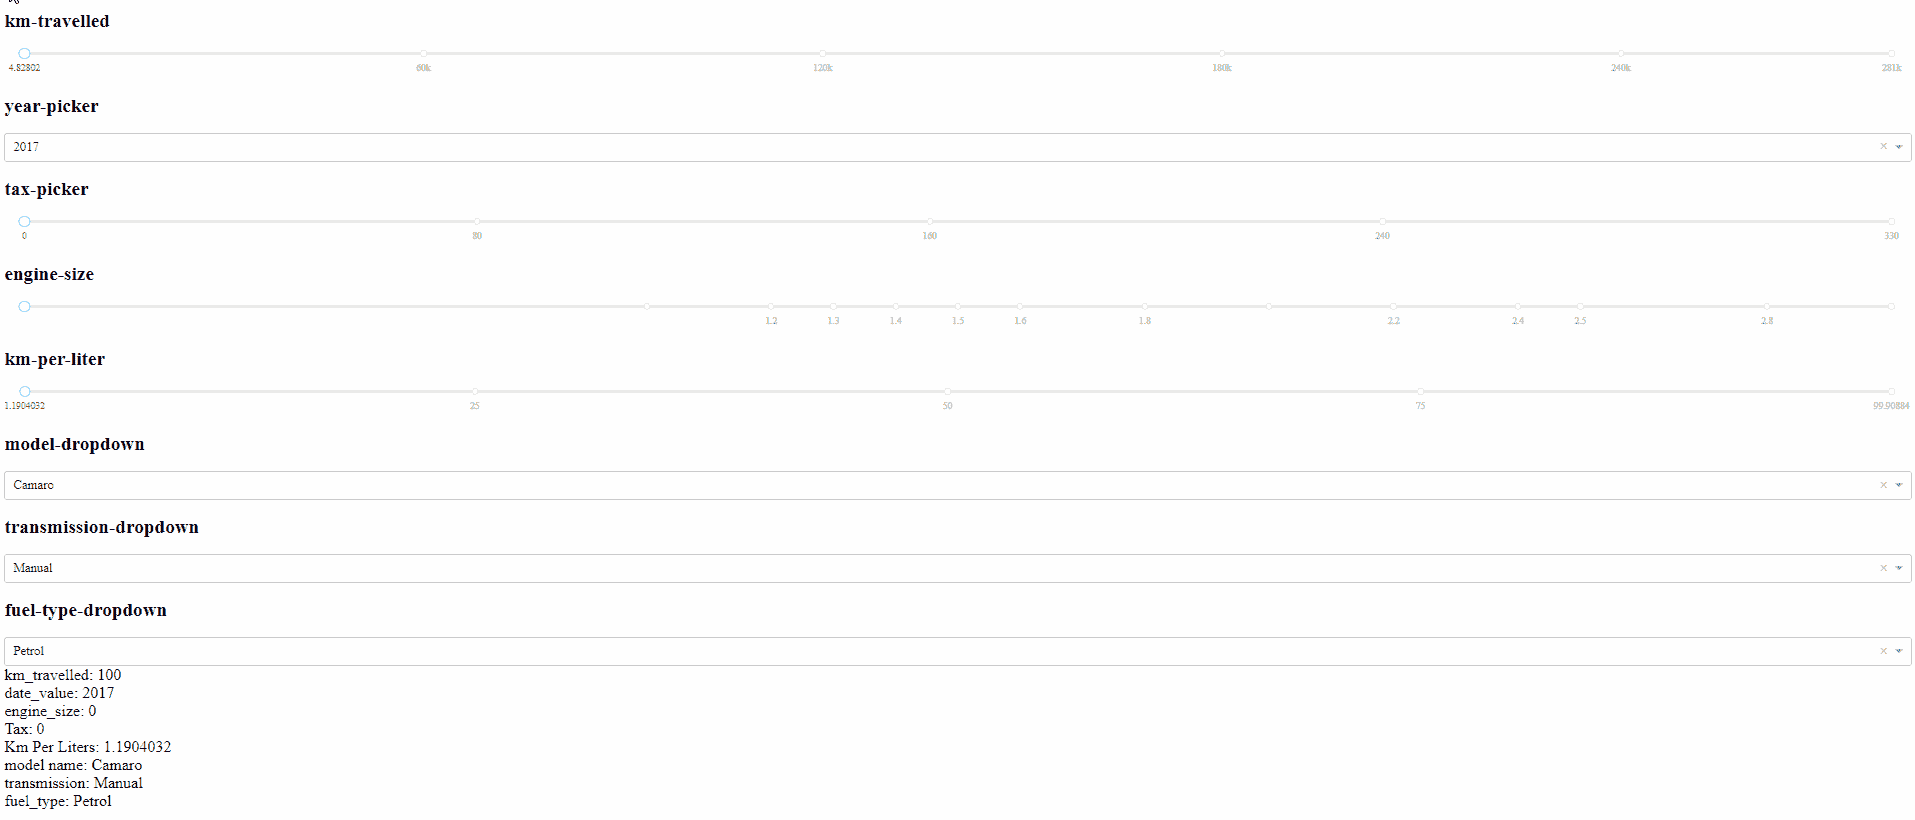 km-travelled
4.82802 60k 120k 180k 240k 281k
year-picker
2017
tax-picker
0 80 160 240 330
engine-size
1.2 1.3 1.4 1.5 1.6 1.8 2.2 2.4 2.5 2.8
km-per-liter
1.1904032 25 50 75 99.90884
model-dropdown
Camaro
transmission-dropdown
Manual
fuel-type-dropdown
Petrol
km_travelled: 100
date_value: 2017
engine_size: 0
Tax: 0
Km Per Liters: 1.1904032
model name: Camaro
transmission: Manual
fuel_type: Petrol